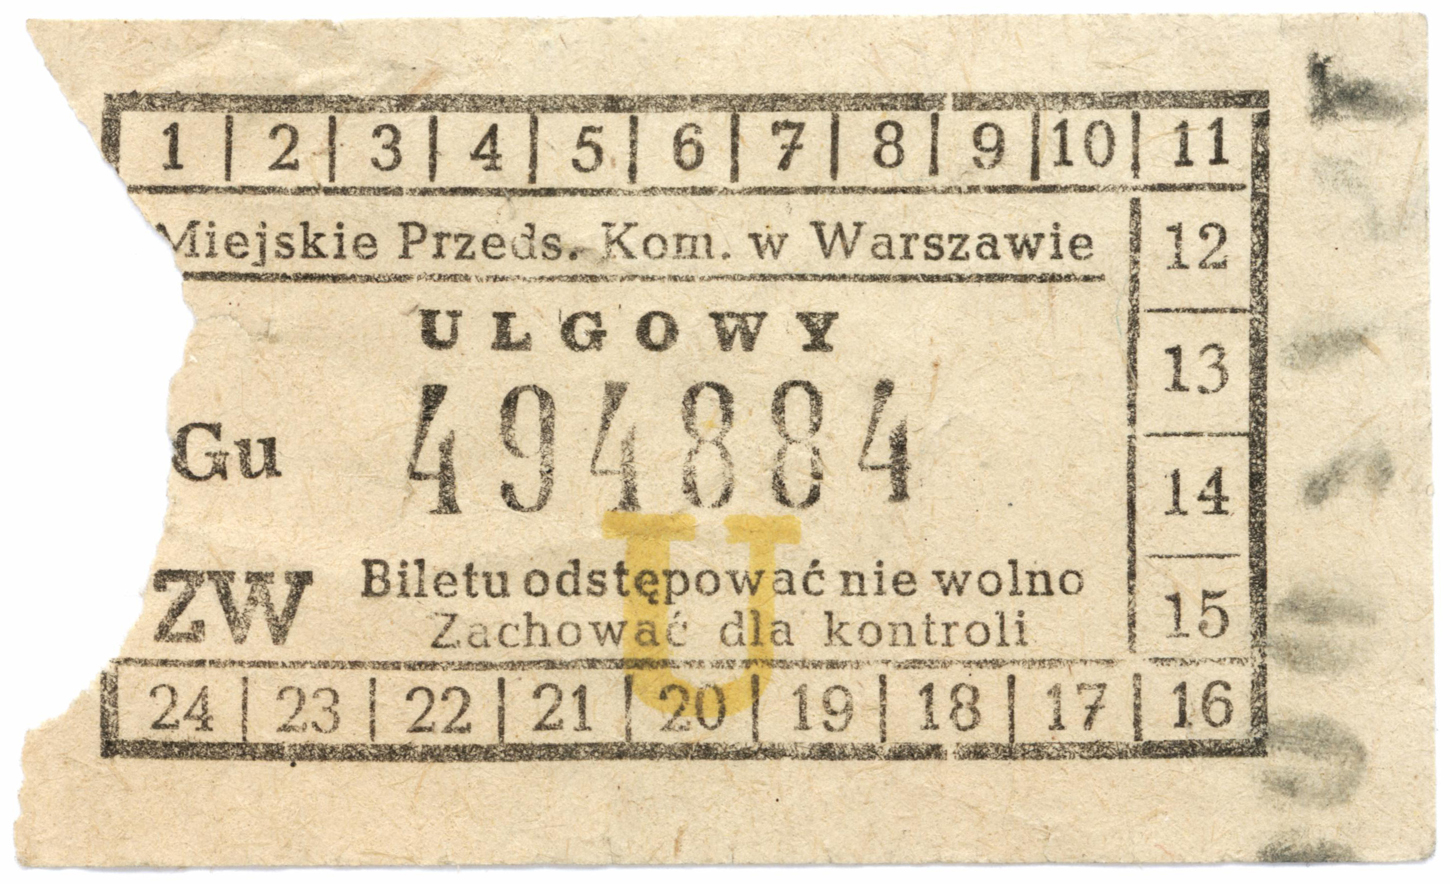 1 2 3 4 5 6 7 8 9 10 11
Miejskie Przeds. Kom. w Warszawie
12
ULGOWY
13
Gu 494884
14
U
ZW
Biletu odstępować nie wolno
Zachować dla kontroli
15
24 23 22 21 20 19 18 17 16